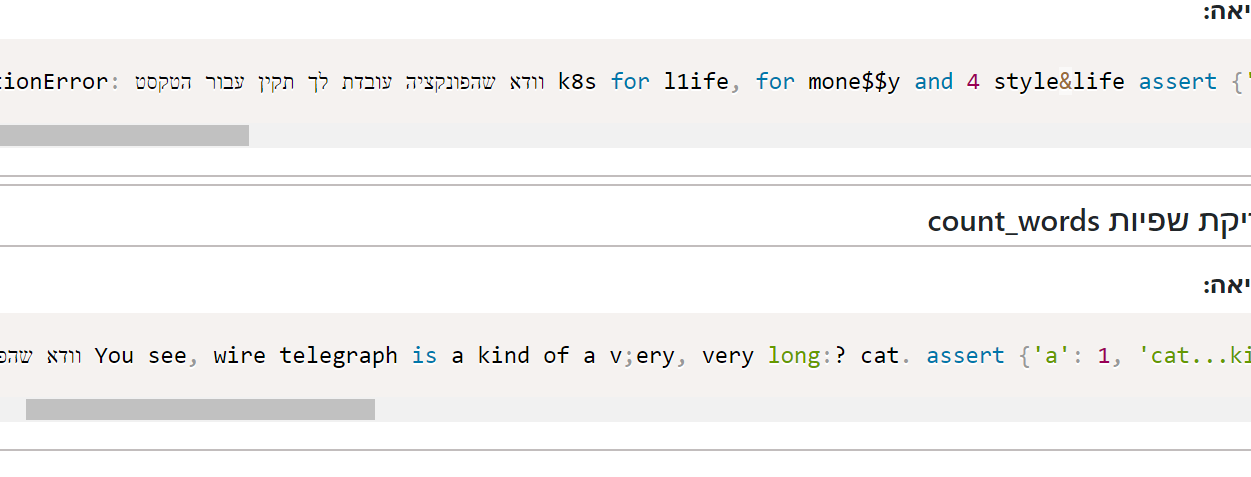 יאה:
tionError: וודא שהפונקציה עובדת לך תקין עבור הטקסט k8s for l1ife, for mone$$y and 4 style&life assert {'
יקת שפיות count_words
יאה:
וודא שהפ You see, wire telegraph is a kind of a v;ery, very long:? cat. assert {'a': 1, 'cat...ki